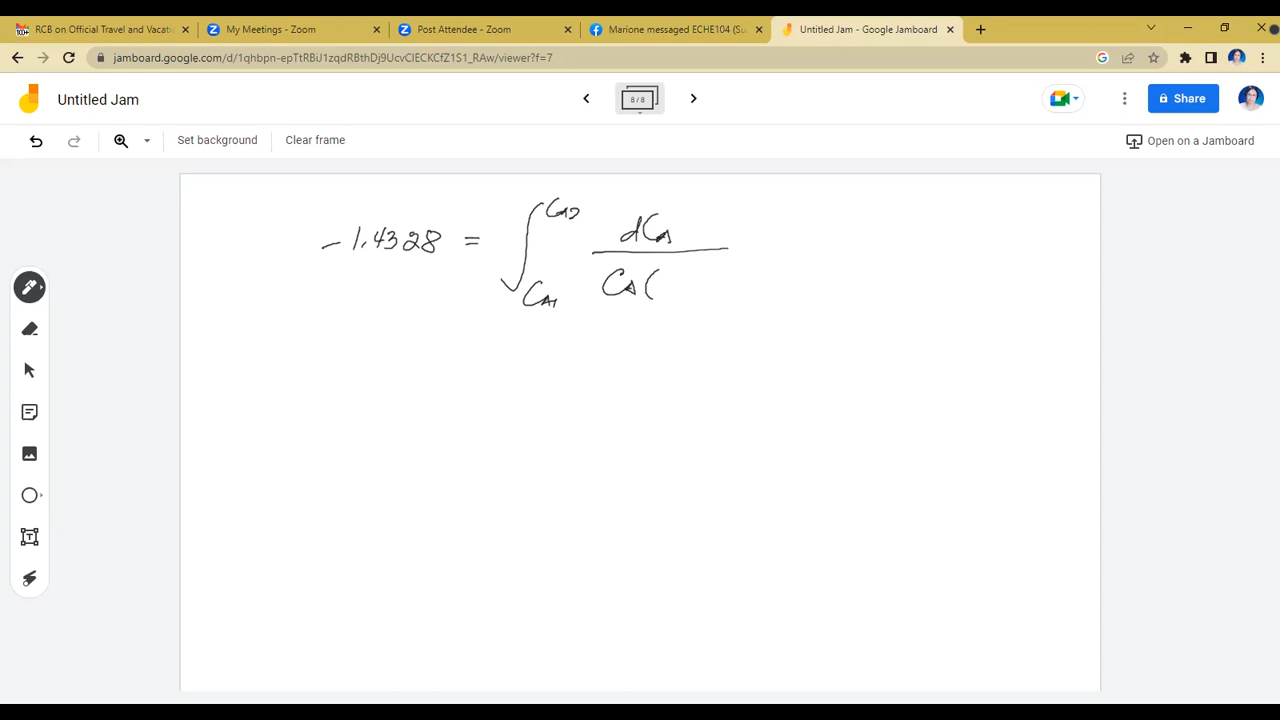 RCB on Official Travel and Vacati
My Meetings - Zoom
Post Attendee - Zoom
Marione messaged ECHE104 (Su
Untitled Jam - Google Jamboard
jamboard.google.com/d/1qhbpn-epTtRBiJ1zqdRBthDj9UcvClECKCfZ1S1_RAw/viewer?f=7
Untitled Jam
8 / 8
Share
Set background
Clear frame
Open on a Jamboard
-1.4328 = ∫_{CA1}^{CA2} dCA / CA(